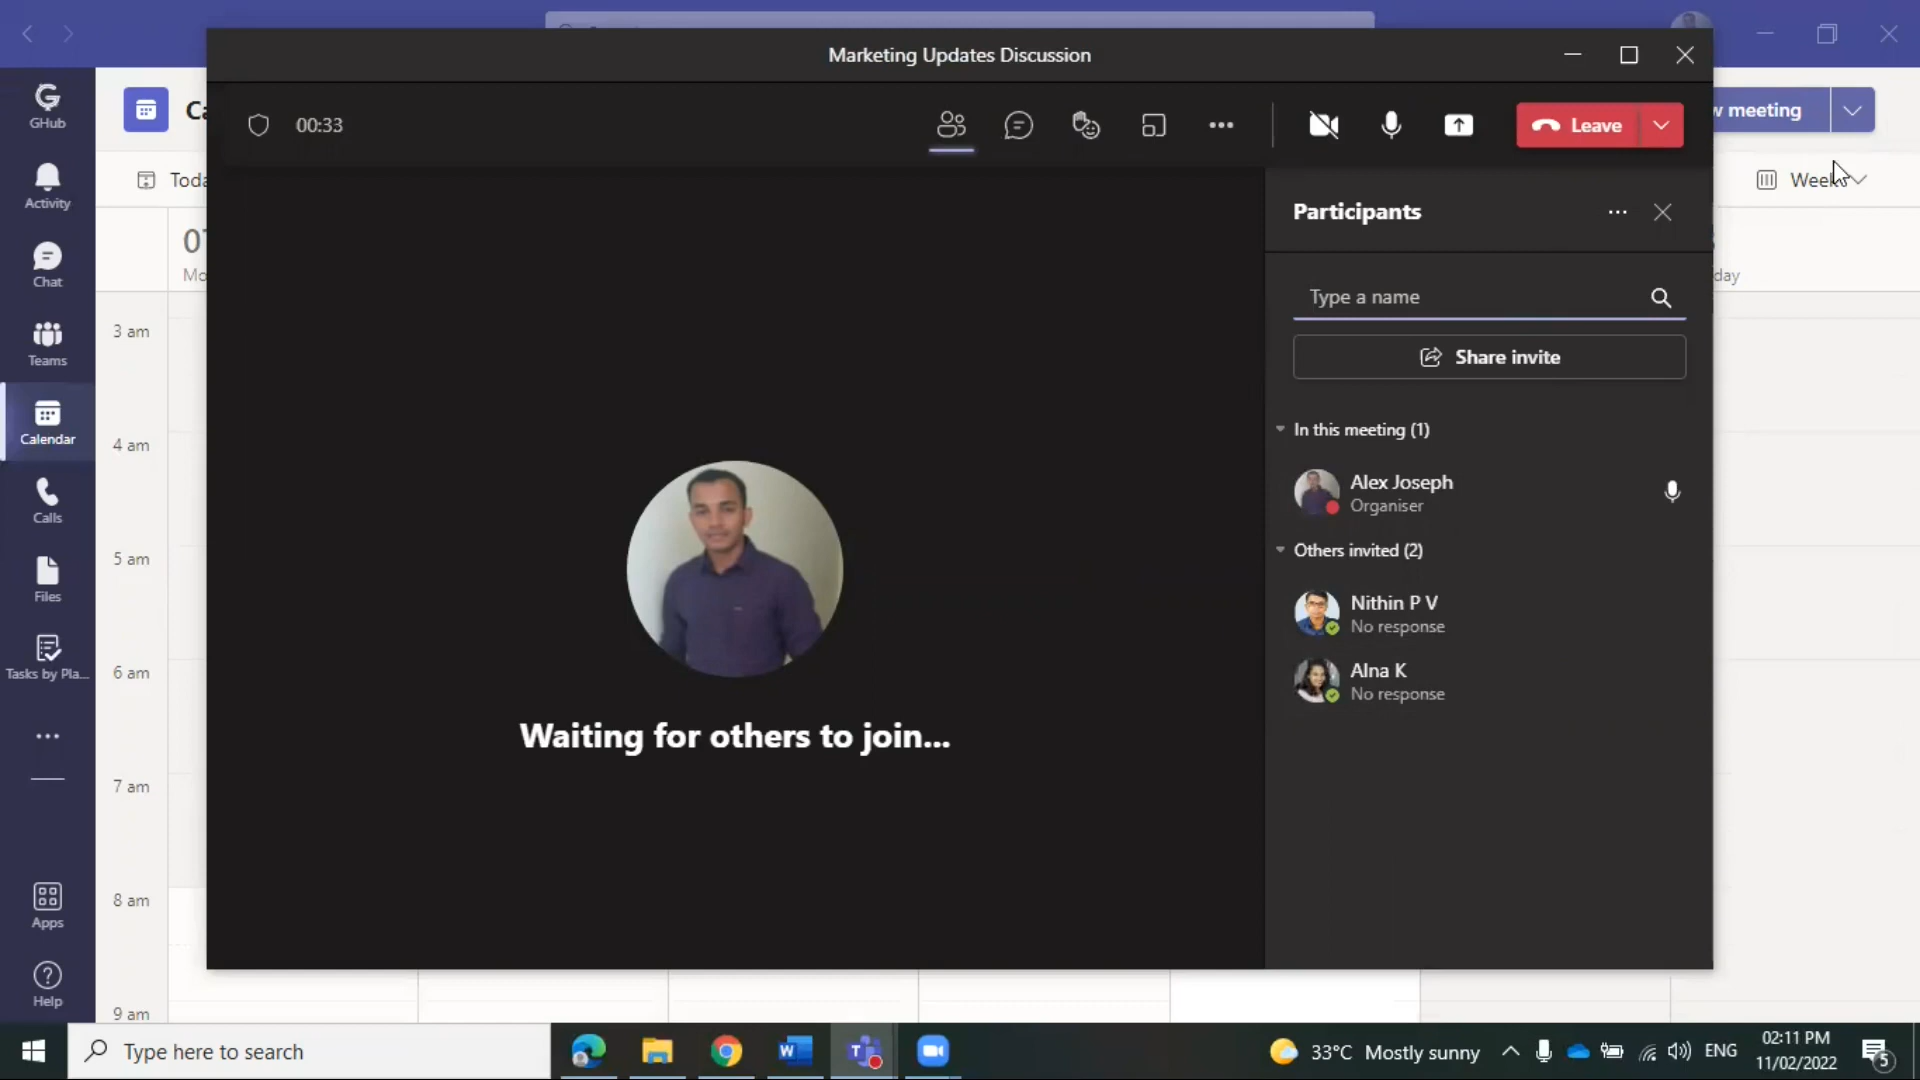 Marketing Updates Discussion
GHub
meeting
00:33
Leave
Activity
Week
Participants
Chat
Type a name
3 am
Share invite
Teams
In this meeting (1)
Calendar
4 am
Alex Joseph
Organiser
Calls
Others invited (2)
5 am
Files
Nithin P V
No response
Tasks by Pla...
6 am
Alna K
No response
Waiting for others to join...
7 am
8 am
Apps
Help
9 am
Type here to search
33°C Mostly sunny
ENG
02:11 PM
11/02/2022
5